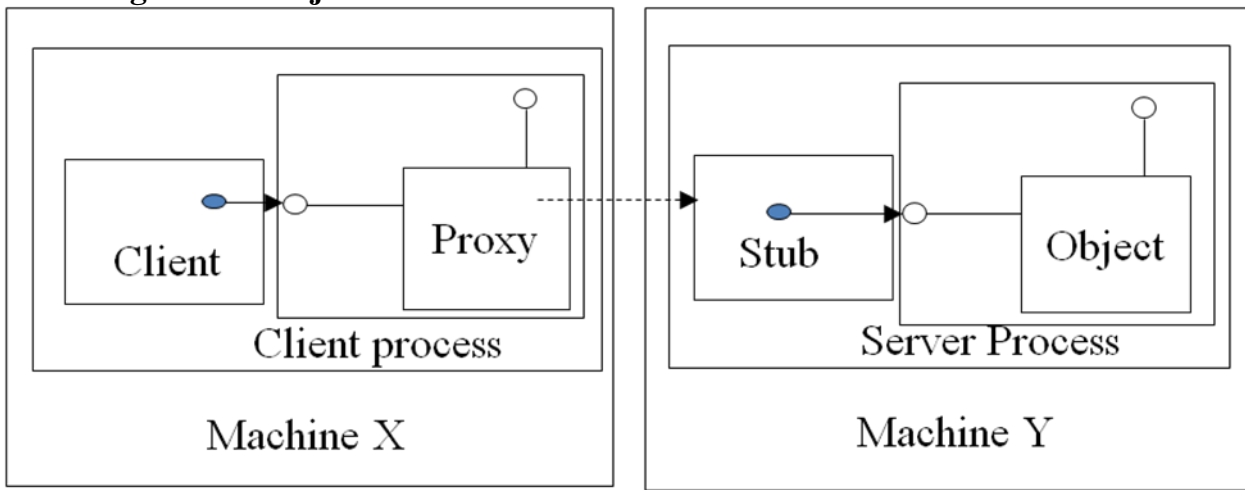 Client
Proxy
Client process
Machine X
Stub
Object
Server Process
Machine Y